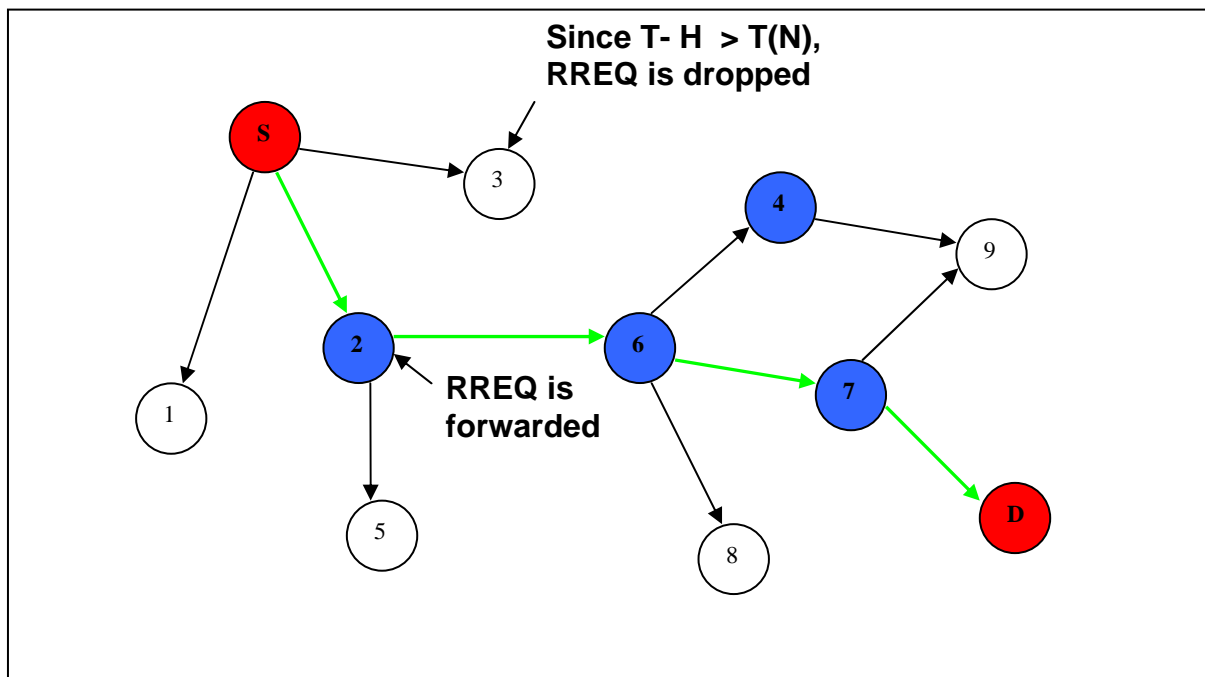 Since T- H > T(N),
RREQ is dropped
S
3
4
9
2
6
7
RREQ is
forwarded
1
5
8
D